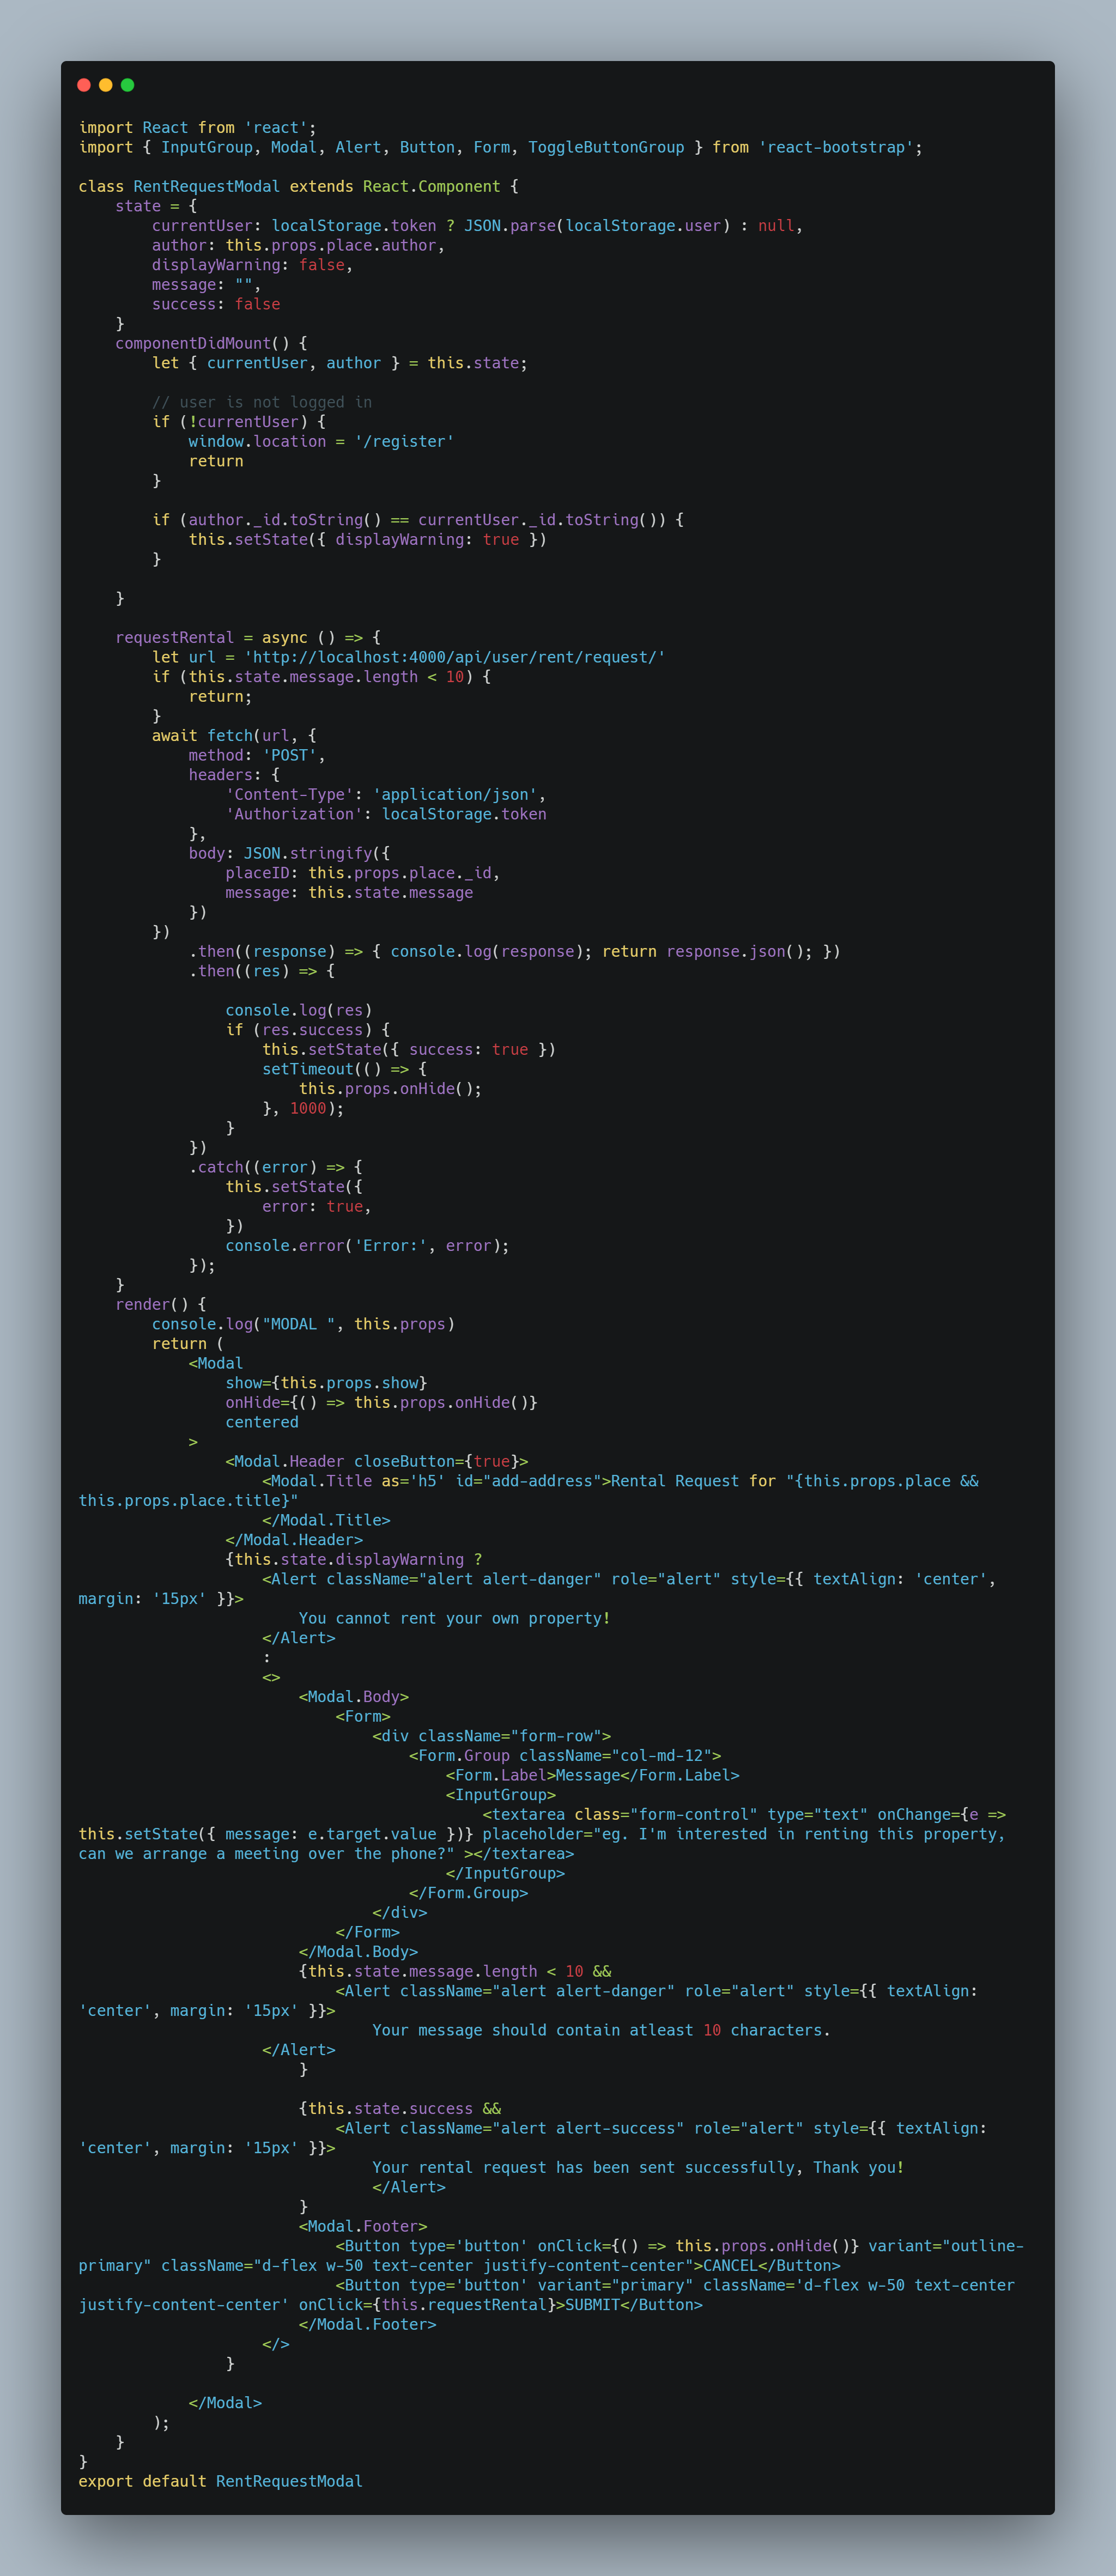 import React from 'react';
import { InputGroup, Modal, Alert, Button, Form, ToggleButtonGroup } from 'react-bootstrap';

class RentRequestModal extends React.Component {
    state = {
        currentUser: localStorage.token ? JSON.parse(localStorage.user) : null,
        author: this.props.place.author,
        displayWarning: false,
        message: "",
        success: false
    }
    componentDidMount() {
        let { currentUser, author } = this.state;

        // user is not logged in
        if (!currentUser) {
            window.location = '/register'
            return
        }

        if (author._id.toString() == currentUser._id.toString()) {
            this.setState({ displayWarning: true })
        }

    }

    requestRental = async () => {
        let url = 'http://localhost:4000/api/user/rent/request/'
        if (this.state.message.length < 10) {
            return;
        }
        await fetch(url, {
            method: 'POST',
            headers: {
                'Content-Type': 'application/json',
                'Authorization': localStorage.token
            },
            body: JSON.stringify({
                placeID: this.props.place._id,
                message: this.state.message
            })
        })
            .then((response) => { console.log(response); return response.json(); })
            .then((res) => {

                console.log(res)
                if (res.success) {
                    this.setState({ success: true })
                    setTimeout(() => {
                        this.props.onHide();
                    }, 1000);
                }
            })
            .catch((error) => {
                this.setState({
                    error: true,
                })
                console.error('Error:', error);
            });
    }
    render() {
        console.log("MODAL ", this.props)
        return (
            <Modal
                show={this.props.show}
                onHide={() => this.props.onHide()}
                centered
            >
                <Modal.Header closeButton={true}>
                    <Modal.Title as='h5' id="add-address">Rental Request for "{this.props.place &&
this.props.place.title}"
                    </Modal.Title>
                </Modal.Header>
                {this.state.displayWarning ?
                    <Alert className="alert alert-danger" role="alert" style={{ textAlign: 'center',
margin: '15px' }}>
                        You cannot rent your own property!
                    </Alert>
                    :
                    <>
                        <Modal.Body>
                            <Form>
                                <div className="form-row">
                                    <Form.Group className="col-md-12">
                                        <Form.Label>Message</Form.Label>
                                        <InputGroup>
                                            <textarea class="form-control" type="text" onChange={e =>
this.setState({ message: e.target.value })} placeholder="eg. I'm interested in renting this property,
can we arrange a meeting over the phone?" ></textarea>
                                        </InputGroup>
                                    </Form.Group>
                                </div>
                            </Form>
                        </Modal.Body>
                        {this.state.message.length < 10 &&
                            <Alert className="alert alert-danger" role="alert" style={{ textAlign:
'center', margin: '15px' }}>
                                Your message should contain atleast 10 characters.
                    </Alert>
                        }

                        {this.state.success &&
                            <Alert className="alert alert-success" role="alert" style={{ textAlign:
'center', margin: '15px' }}>
                                Your rental request has been sent successfully, Thank you!
                                </Alert>
                        }
                        <Modal.Footer>
                            <Button type='button' onClick={() => this.props.onHide()} variant="outline-
primary" className="d-flex w-50 text-center justify-content-center">CANCEL</Button>
                            <Button type='button' variant="primary" className='d-flex w-50 text-center
justify-content-center' onClick={this.requestRental}>SUBMIT</Button>
                        </Modal.Footer>
                    </>
                }

            </Modal>
        );
    }
}
export default RentRequestModal